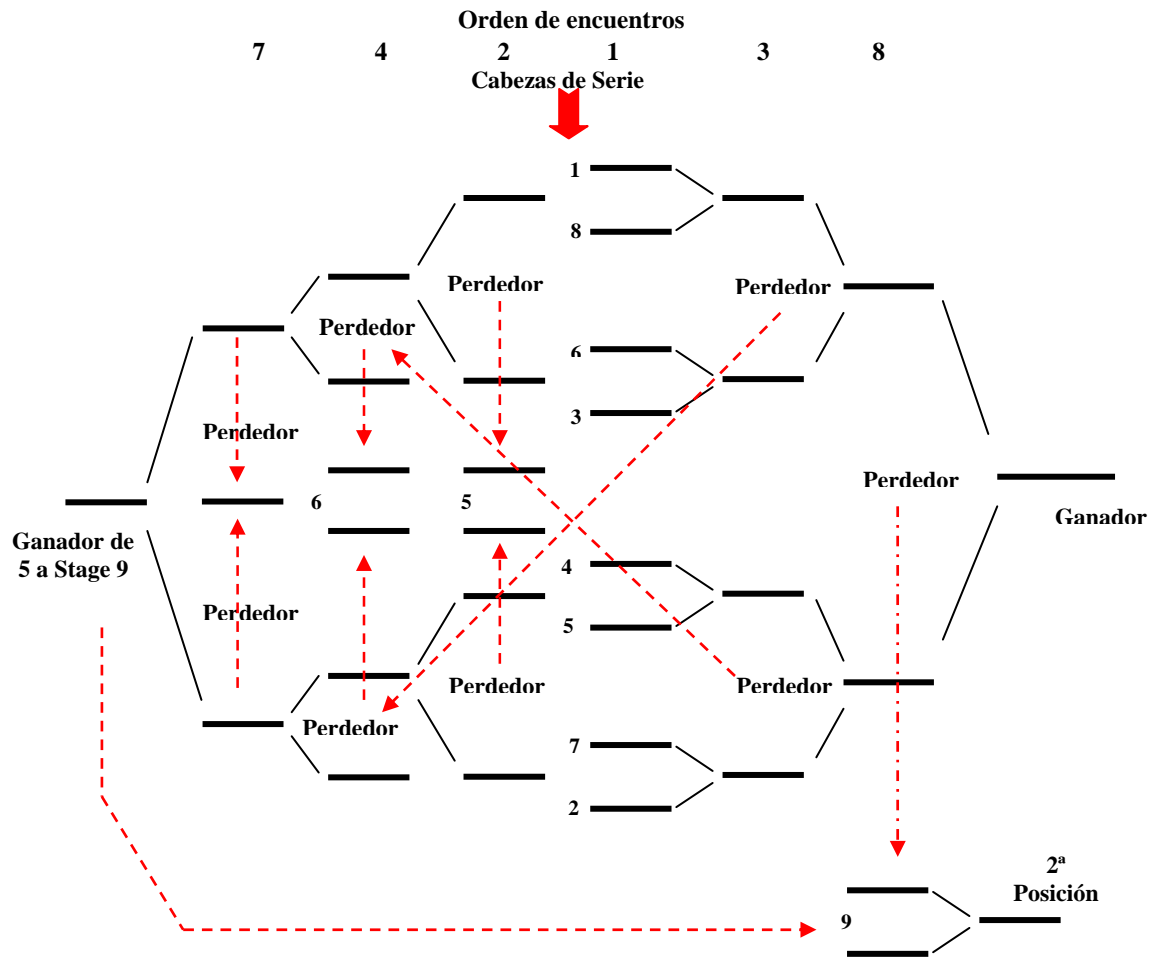 Orden de encuentros
7 4 2 1 3 8
Cabezas de Serie
1
8
Perdedor
Perdedor
Perdedor
6
3
Perdedor
6
5
Perdedor
Ganador
Ganador de
5 a Stage 9
4
5
Perdedor
Perdedor
Perdedor
Perdedor
7
2
2ª
Posición
9